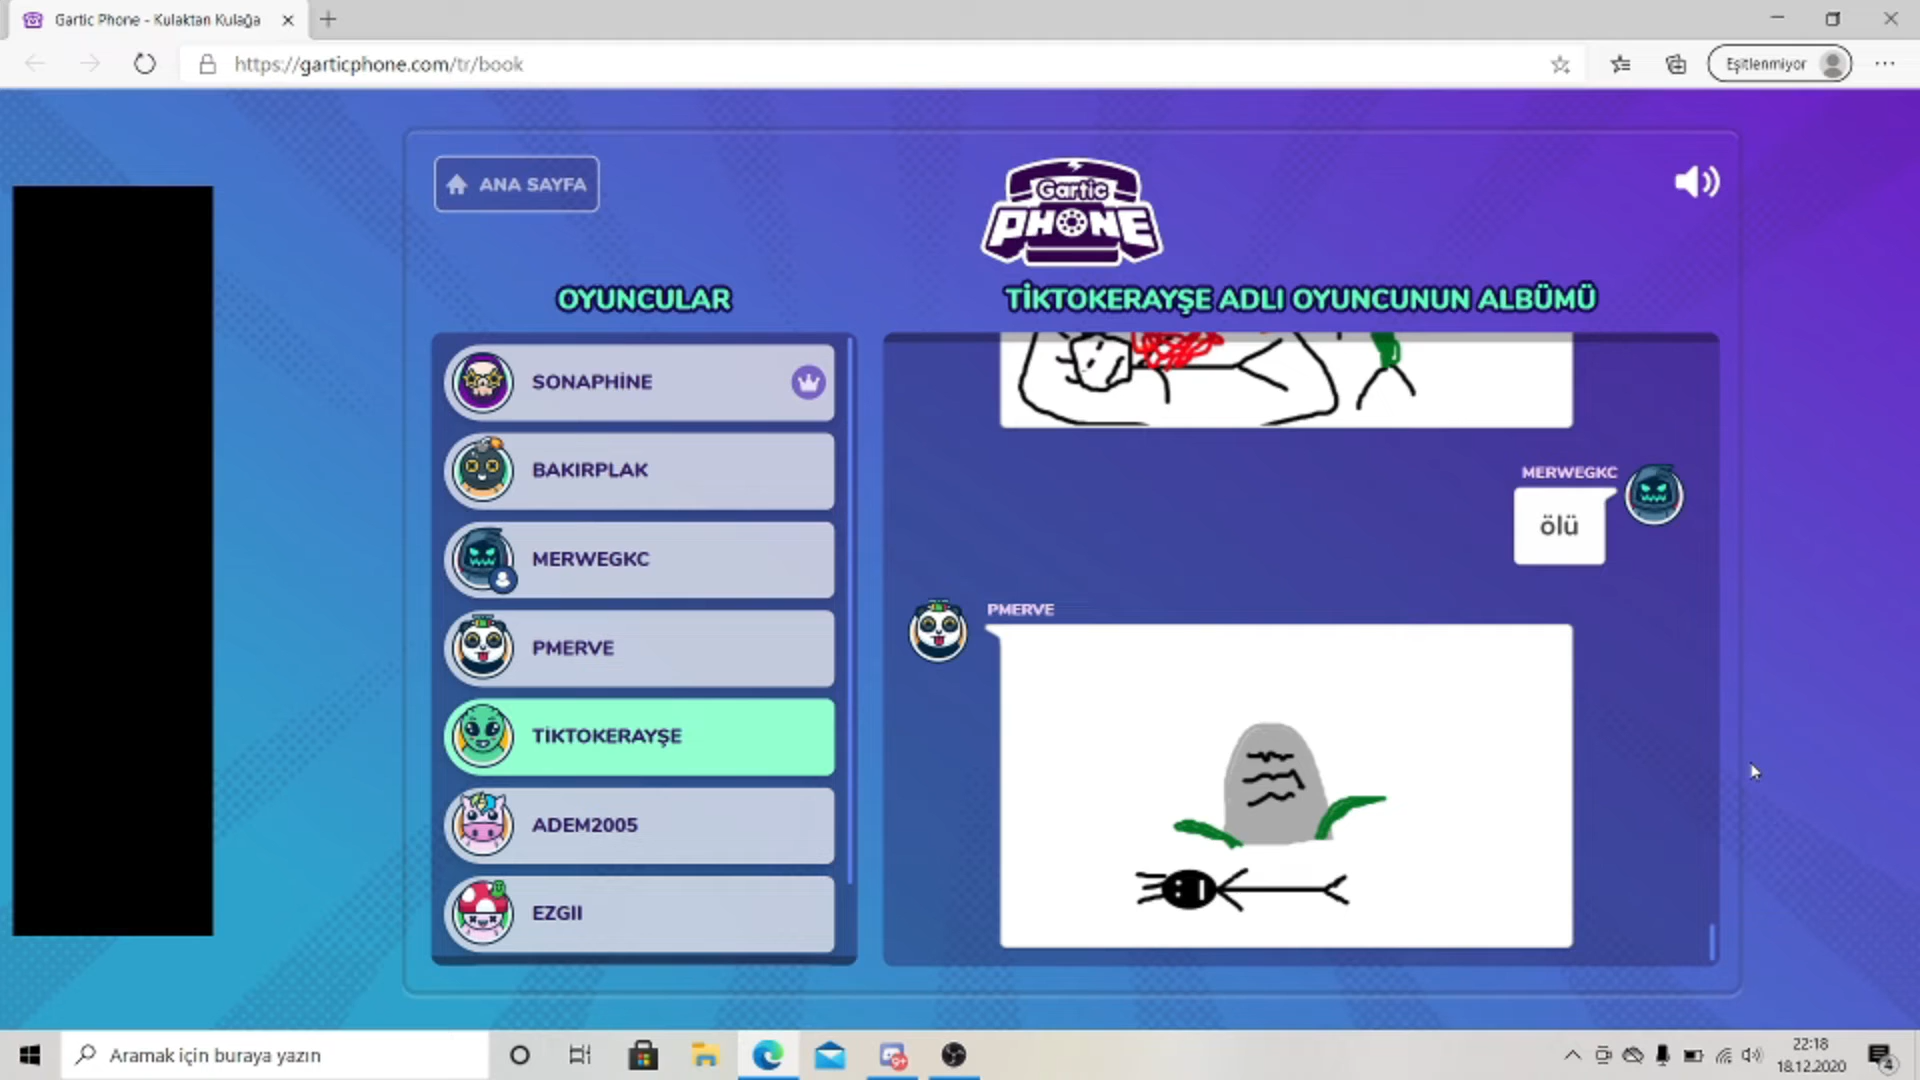 Gartic Phone - Kulaktan Kulağa
https://garticphone.com/tr/book
Eşitlenmiyor
ANA SAYFA
Gartic
PHONE
OYUNCULAR
TİKTOKERAYŞE ADLI OYUNCUNUN ALBÜMÜ
SONAPHİNE
BAKIRPLAK
MERWEGKC
PMERVE
TİKTOKERAYŞE
ADEM2005
EZGII
MERWEGKC
ölü
PMERVE
Aramak için buraya yazın
22:18
18.12.2020
4